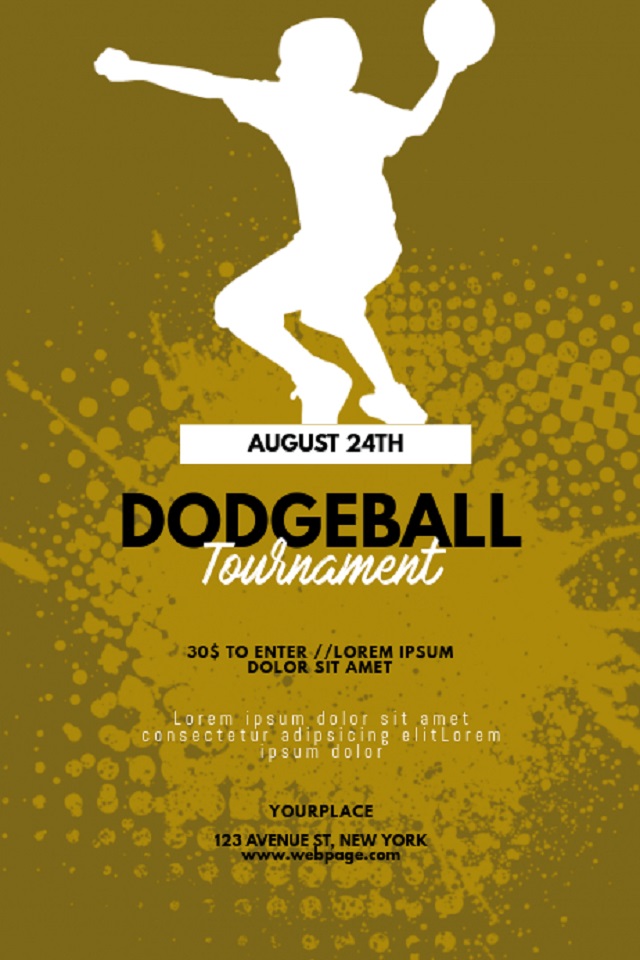 AUGUST 24TH
DODGEBALL
Tournament
30$ TO ENTER //LOREM IPSUM
DOLOR SIT AMET
Lorem ipsum dolor sit amet
consectetur adipsicing elitLorem
ipsum dolor
YOURPLACE
123 AVENUE ST, NEW YORK
www.webpage.com